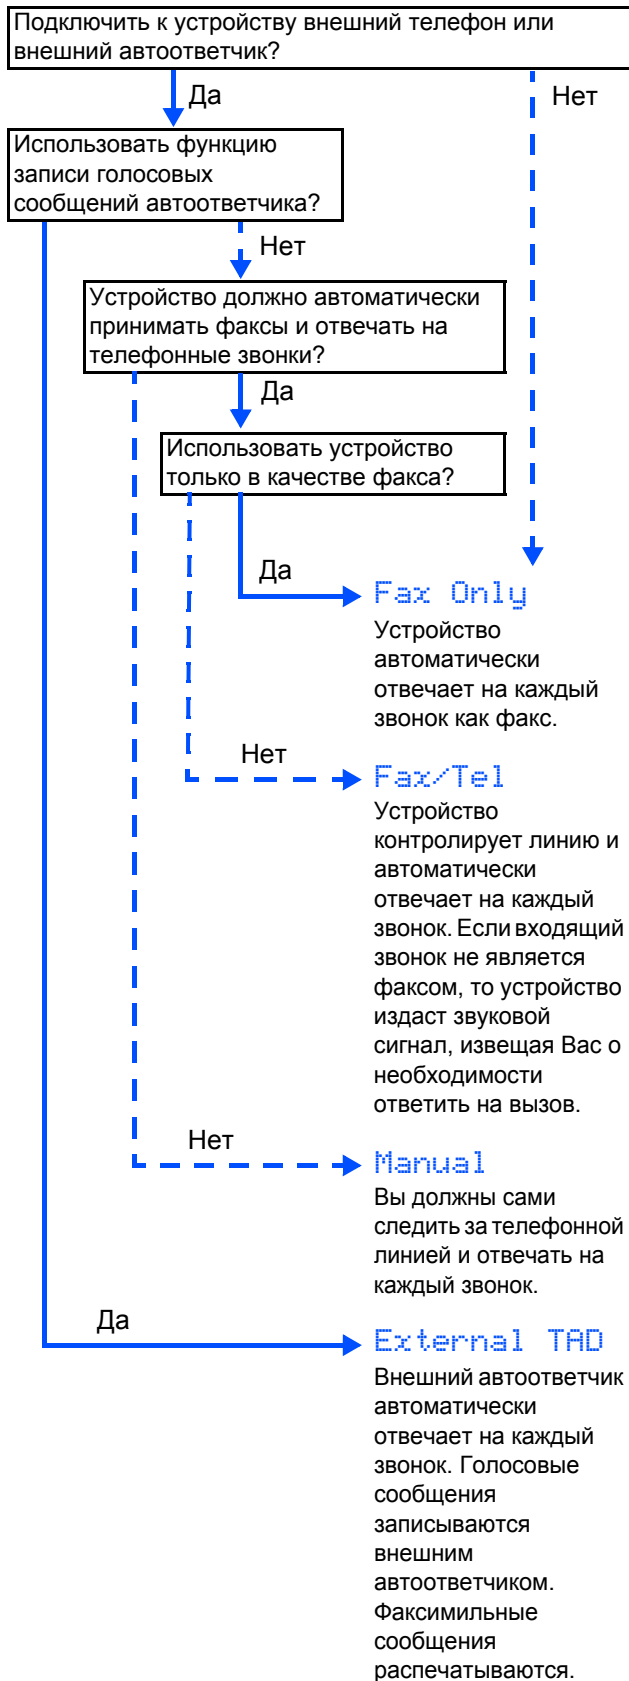 Подключить к устройству внешний телефон или
внешний автоответчик?
Да
Нет
Использовать функцию
записи голосовых
сообщений автоответчика?
Нет
Устройство должно автоматически
принимать факсы и отвечать на
телефонные звонки?
Да
Использовать устройство
только в качестве факса?
Да
Fax Only
Устройство
автоматически
отвечает на каждый
звонок как факс.
Нет
Fax/Tel
Устройство
контролирует линию и
автоматически
отвечает на каждый
звонок. Если входящий
звонок не является
факсом, то устройство
издаст звуковой
сигнал, извещая Вас о
необходимости
ответить на вызов.
Нет
Manual
Вы должны сами
следить за телефонной
линией и отвечать на
каждый звонок.
Да
External TAD
Внешний автоответчик
автоматически
отвечает на каждый
звонок. Голосовые
сообщения
записываются
внешним
автоответчиком.
Факсимильные
сообщения
распечатываются.